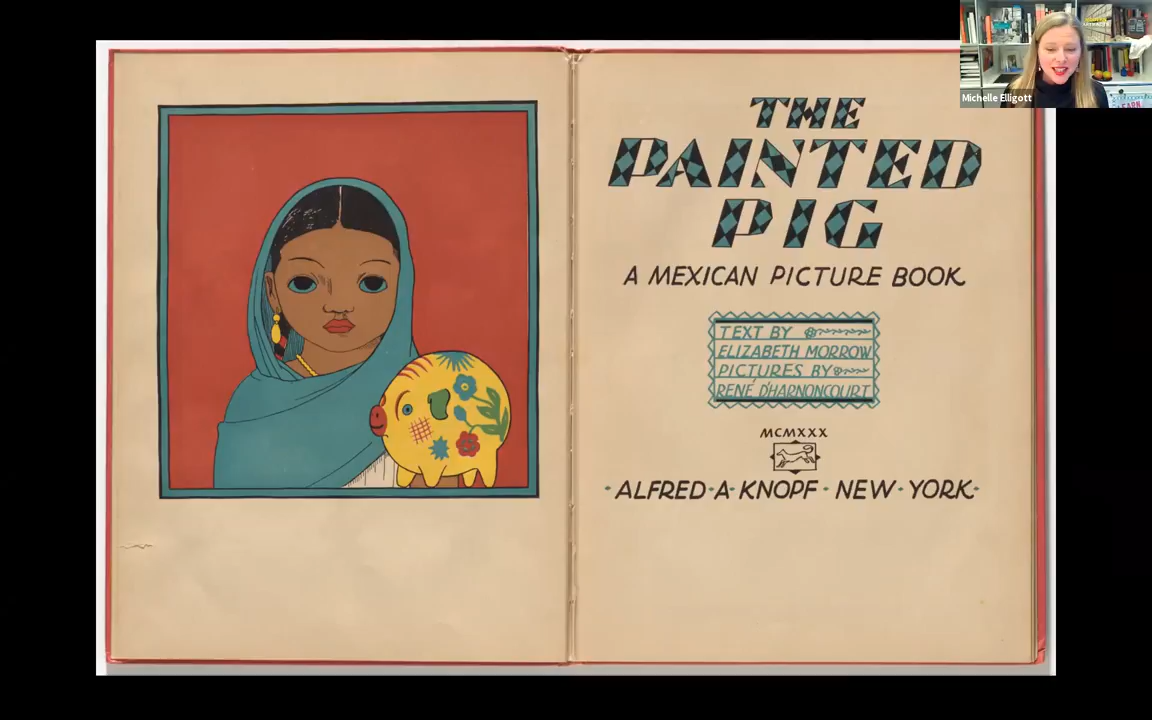 THE
PAINTED
PIG
A MEXICAN PICTURE BOOK
TEXT BY
ELIZABETH MORROW
PICTURES BY
RENÉ D'HARNONCOURT
MCMXXX
ALFRED·A·KNOPF·NEW·YORK
Michelle Elligott
LEARN